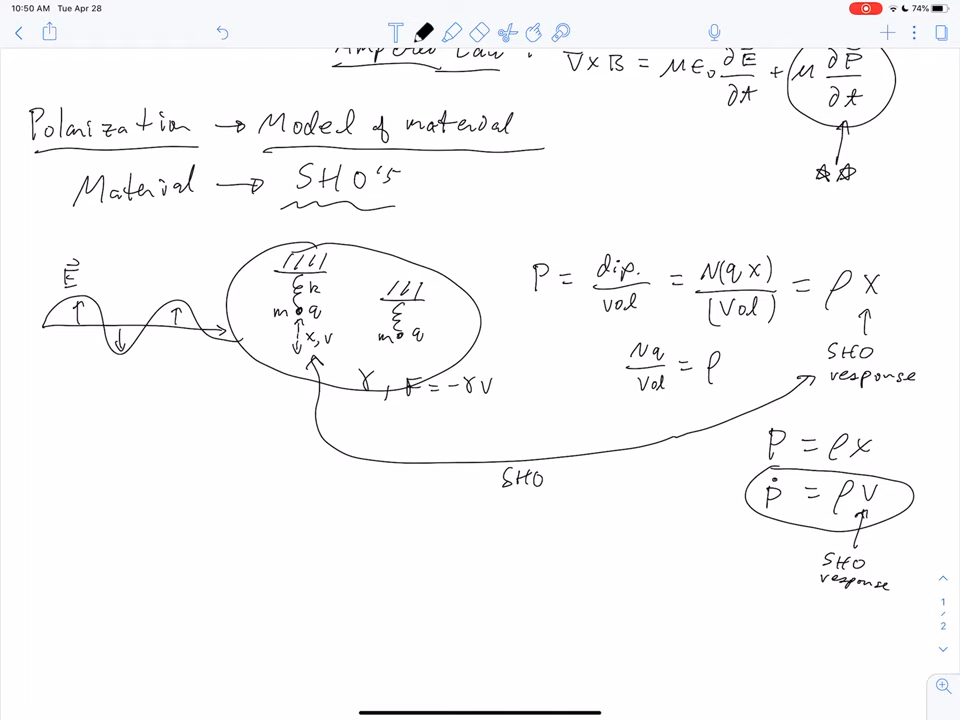 10:50 AM Tue Apr 28
74%
Ampere's Law : ∇×B = με₀ ∂E⃗/∂t + μ ∂P⃗/∂t
Polarization → Model of material
Material → SHO's
E⃗
k
m q
x, v
m q
γ, F = -γv
P = dip./vol = N(qx)/(Vol) = ρx
SHO
response
Nq/Vol = ρ
SHO
P = ρx
ṗ = ρv
SHO
response
1
/
2